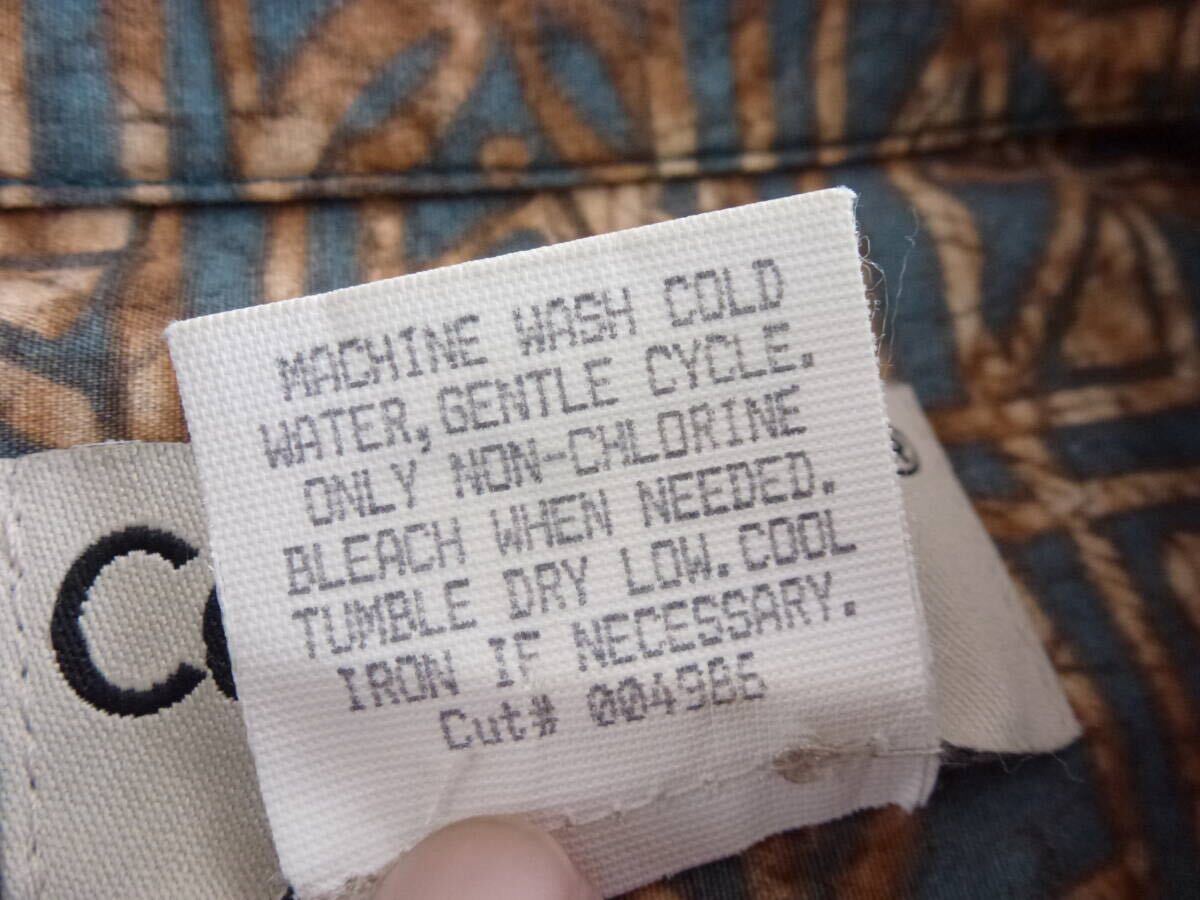 MACHINE WASH COLD
WATER, GENTLE CYCLE.
ONLY NON-CHLORINE
BLEACH WHEN NEEDED.
TUMBLE DRY LOW. COOL
IRON IF NECESSARY.
Cut# 004986
C
®